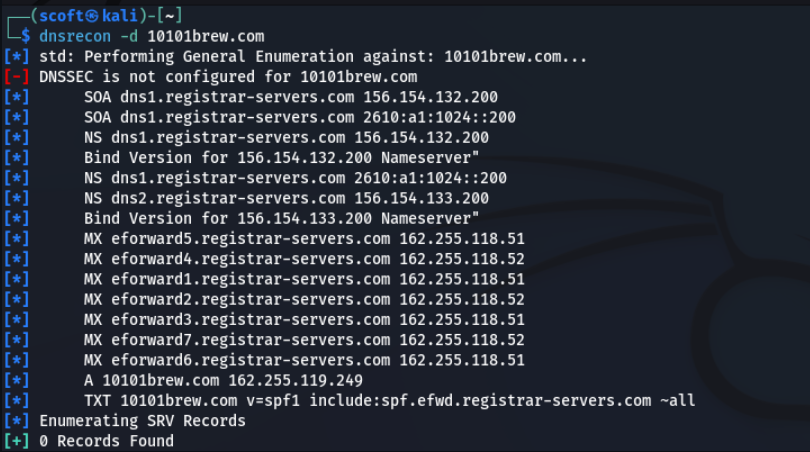 ┌──(scoft㉿kali)-[~]
└─$ dnsrecon -d 10101brew.com
[*] std: Performing General Enumeration against: 10101brew.com...
[-] DNSSEC is not configured for 10101brew.com
[*] SOA dns1.registrar-servers.com 156.154.132.200
[*] SOA dns1.registrar-servers.com 2610:a1:1024::200
[*] NS dns1.registrar-servers.com 156.154.132.200
[*] Bind Version for 156.154.132.200 Nameserver"
[*] NS dns1.registrar-servers.com 2610:a1:1024::200
[*] NS dns2.registrar-servers.com 156.154.133.200
[*] Bind Version for 156.154.133.200 Nameserver"
[*] MX eforward5.registrar-servers.com 162.255.118.51
[*] MX eforward4.registrar-servers.com 162.255.118.52
[*] MX eforward1.registrar-servers.com 162.255.118.51
[*] MX eforward2.registrar-servers.com 162.255.118.52
[*] MX eforward3.registrar-servers.com 162.255.118.51
[*] MX eforward7.registrar-servers.com 162.255.118.52
[*] MX eforward6.registrar-servers.com 162.255.118.51
[*] A 10101brew.com 162.255.119.249
[*] TXT 10101brew.com v=spf1 include:spf.efwd.registrar-servers.com ~all
[*] Enumerating SRV Records
[+] 0 Records Found